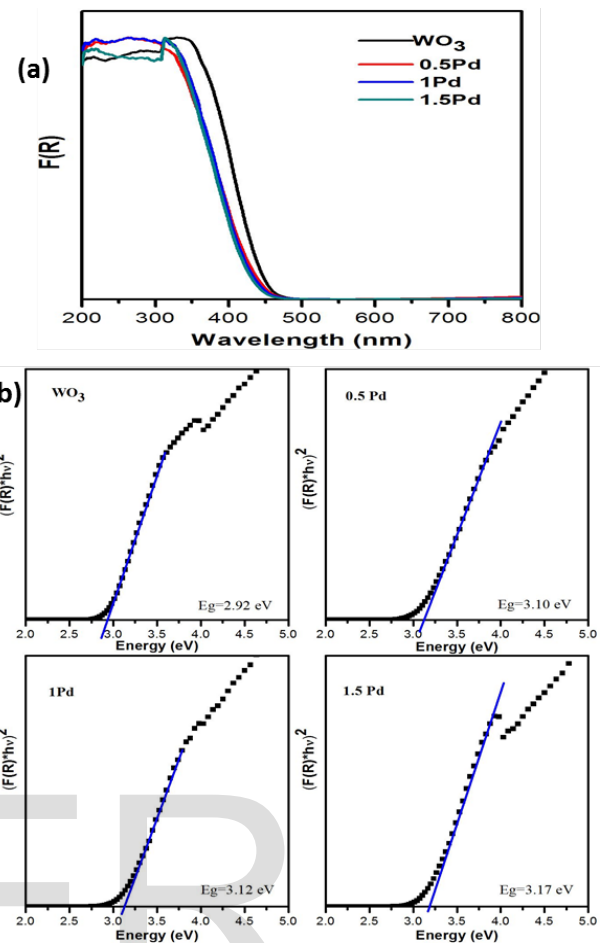 (a)
F(R)
WO₃
0.5Pd
1Pd
1.5Pd
200 300 400 500 600 700 800
Wavelength (nm)
b)
WO₃
(F(R)*hν)²
Eg=2.92 eV
2.0 2.5 3.0 3.5 4.0 4.5 5.0
Energy (eV)
0.5 Pd
(F(R)*hν)²
Eg=3.10 eV
2.0 2.5 3.0 3.5 4.0 4.5 5.0
Energy (eV)
1Pd
(F(R)*hν)²
Eg=3.12 eV
2.0 2.5 3.0 3.5 4.0 4.5 5.0
Energy (eV)
1.5 Pd
(F(R)*hν)²
Eg=3.17 eV
2.0 2.5 3.0 3.5 4.0 4.5 5.0
Energy (eV)